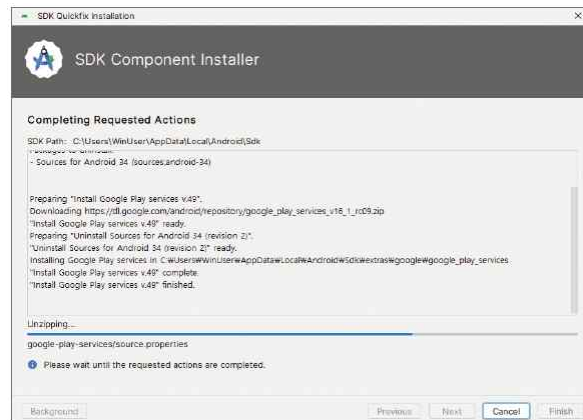 SDK Quickfix Installation
SDK Component Installer
Completing Requested Actions
SDK Path: C:\Users\WinUser\AppData\Local\Android\Sdk
Packages to uninstall:
- Sources for Android 34 (sources;android-34)
Preparing "Install Google Play services v.49".
Downloading https://dl.google.com/android/repository/google_play_services_v16_1_rc09.zip
"Install Google Play services v.49" ready.
Preparing "Uninstall Sources for Android 34 (revision 2)".
"Uninstall Sources for Android 34 (revision 2)" ready.
Installing Google Play services in C:₩Users₩WinUser₩AppData₩Local₩Android₩Sdk₩extras₩google₩google_play_services
"Install Google Play services v.49" complete.
"Install Google Play services v.49" finished.
Unzipping...
google-play-services/source.properties
Please wait until the requested actions are completed.
Background
Previous
Next
Cancel
Finish